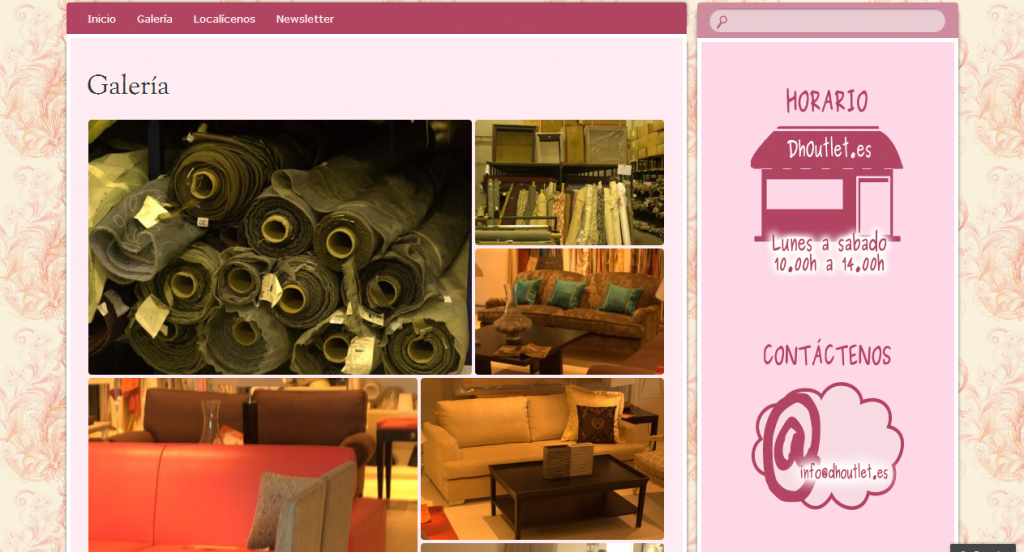 Inicio Galería Localícenos Newsletter
Galería
HORARIO
DhOutlet.es
Lunes a sabado
10.00h a 14.00h
CONTÁCTENOS
info@dhoutlet.es